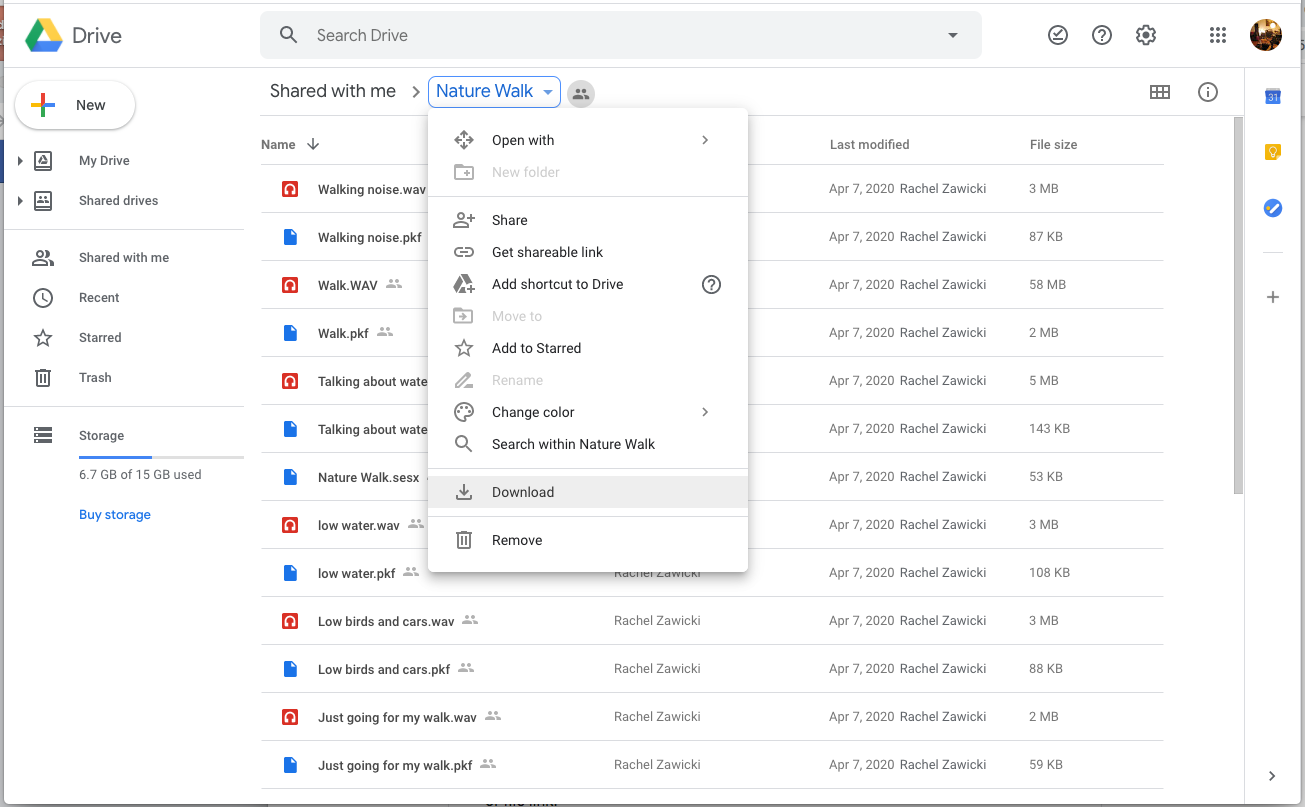 Drive
Search Drive
New
My Drive
Shared drives
Shared with me
Recent
Starred
Trash
Storage
6.7 GB of 15 GB used
Buy storage
Shared with me > Nature Walk
Name Last modified File size
Open with
New folder
Share
Get shareable link
Add shortcut to Drive
Move to
Add to Starred
Rename
Change color
Search within Nature Walk
Download
Remove
Walking noise.wav Apr 7, 2020 Rachel Zawicki 3 MB
Walking noise.pkf Apr 7, 2020 Rachel Zawicki 87 KB
Walk.WAV Apr 7, 2020 Rachel Zawicki 58 MB
Walk.pkf Apr 7, 2020 Rachel Zawicki 2 MB
Talking about wate Apr 7, 2020 Rachel Zawicki 5 MB
Talking about wate Apr 7, 2020 Rachel Zawicki 143 KB
Nature Walk.sesx Apr 7, 2020 Rachel Zawicki 53 KB
low water.wav Apr 7, 2020 Rachel Zawicki 3 MB
low water.pkf Rachel Zawicki Apr 7, 2020 Rachel Zawicki 108 KB
Low birds and cars.wav Rachel Zawicki Apr 7, 2020 Rachel Zawicki 3 MB
Low birds and cars.pkf Rachel Zawicki Apr 7, 2020 Rachel Zawicki 88 KB
Just going for my walk.wav Rachel Zawicki Apr 7, 2020 Rachel Zawicki 2 MB
Just going for my walk.pkf Rachel Zawicki Apr 7, 2020 Rachel Zawicki 59 KB
31